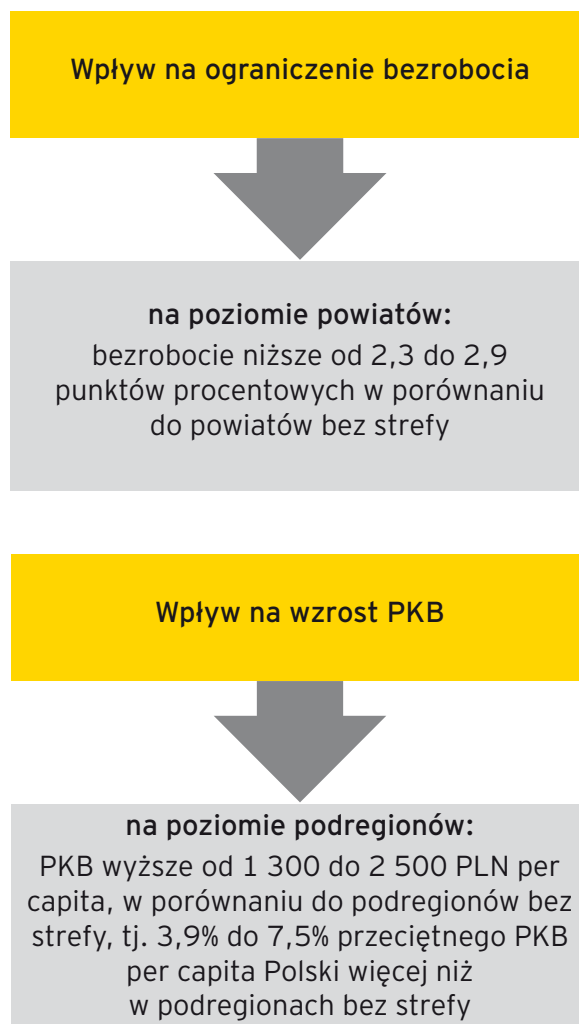 Wpływ na ograniczenie bezrobocia
na poziomie powiatów:
bezrobocie niższe od 2,3 do 2,9
punktów procentowych w porównaniu
do powiatów bez strefy
Wpływ na wzrost PKB
na poziomie podregionów:
PKB wyższe od 1 300 do 2 500 PLN per
capita, w porównaniu do podregionów bez
strefy, tj. 3,9% do 7,5% przeciętnego PKB
per capita Polski więcej niż
w podregionach bez strefy